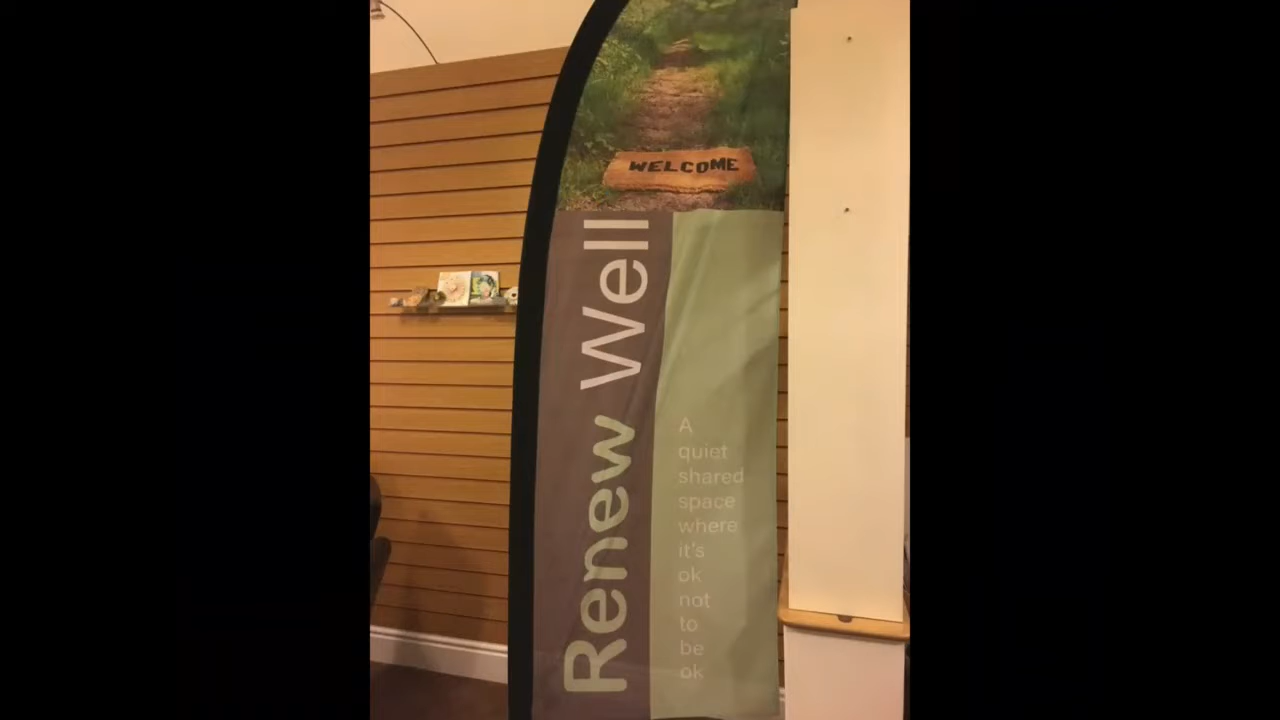 WELCOME
Renew Well
A
quiet
shared
space
where
it's
ok
not
to
be
ok